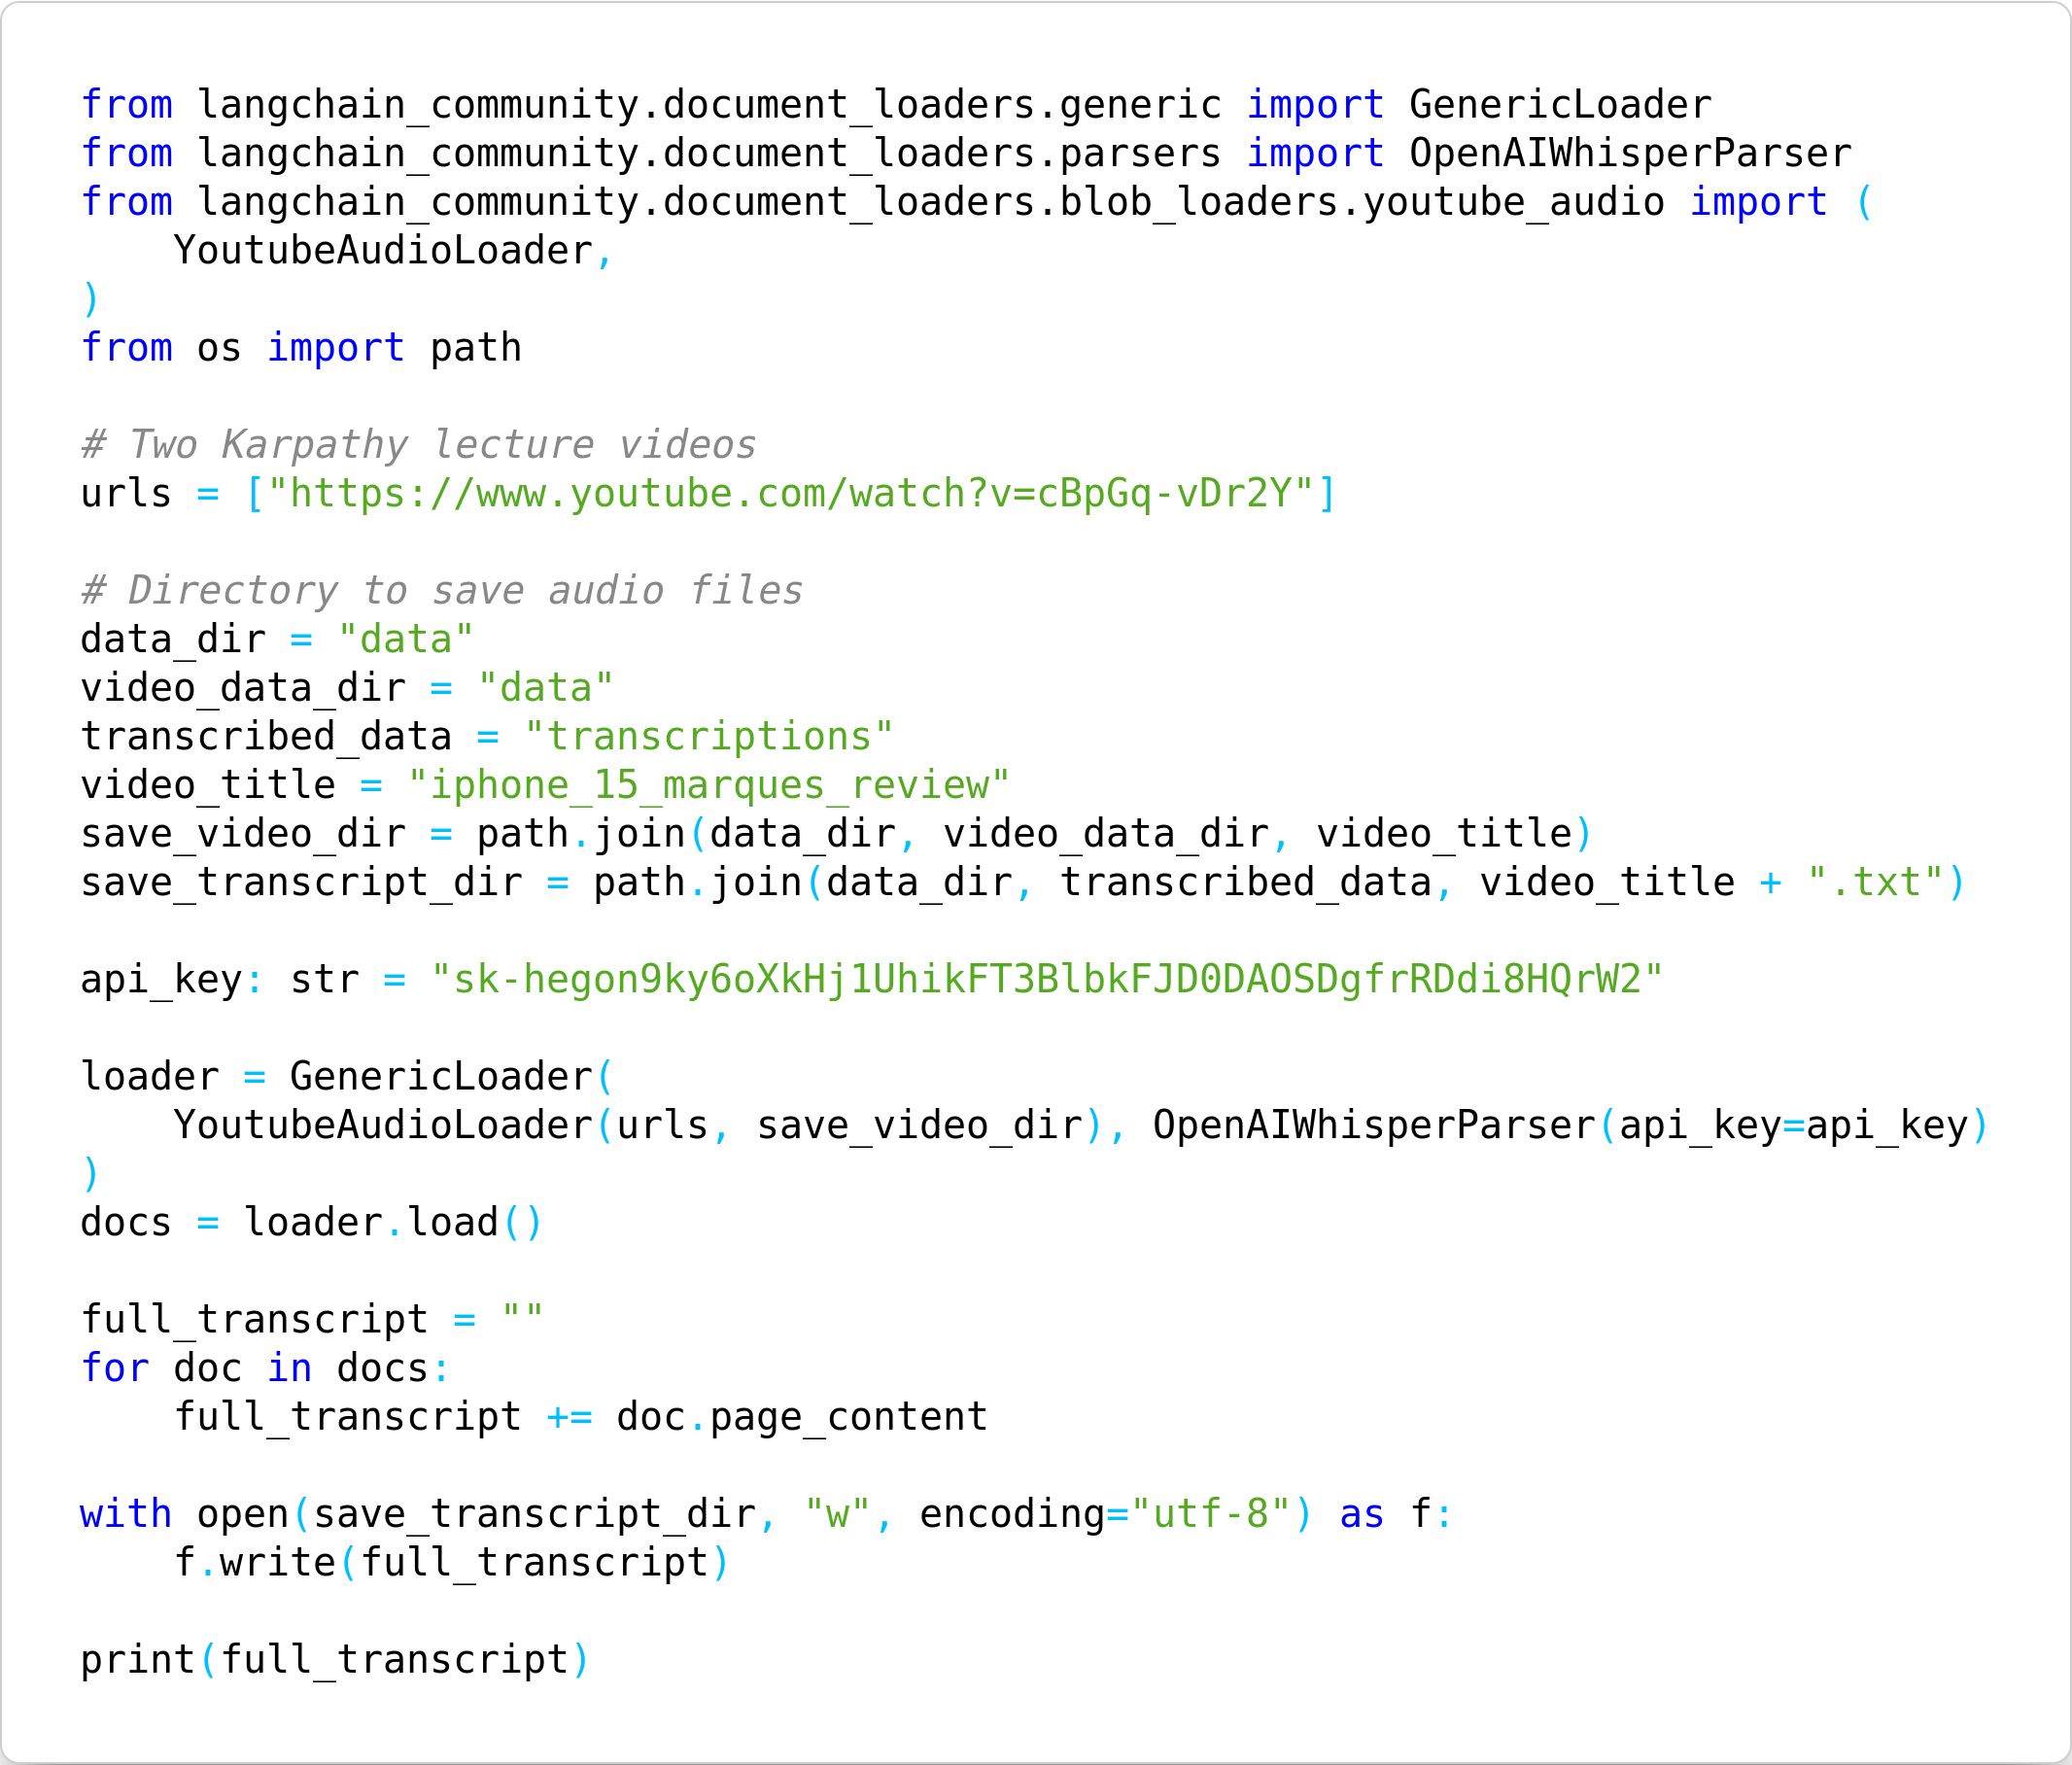 from langchain_community.document_loaders.generic import GenericLoader
from langchain_community.document_loaders.parsers import OpenAIWhisperParser
from langchain_community.document_loaders.blob_loaders.youtube_audio import (
    YoutubeAudioLoader,
)
from os import path

# Two Karpathy lecture videos
urls = ["https://www.youtube.com/watch?v=cBpGq-vDr2Y"]

# Directory to save audio files
data_dir = "data"
video_data_dir = "data"
transcribed_data = "transcriptions"
video_title = "iphone_15_marques_review"
save_video_dir = path.join(data_dir, video_data_dir, video_title)
save_transcript_dir = path.join(data_dir, transcribed_data, video_title + ".txt")

api_key: str = "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"

loader = GenericLoader(
    YoutubeAudioLoader(urls, save_video_dir), OpenAIWhisperParser(api_key=api_key)
)
docs = loader.load()

full_transcript = ""
for doc in docs:
    full_transcript += doc.page_content

with open(save_transcript_dir, "w", encoding="utf-8") as f:
    f.write(full_transcript)

print(full_transcript)